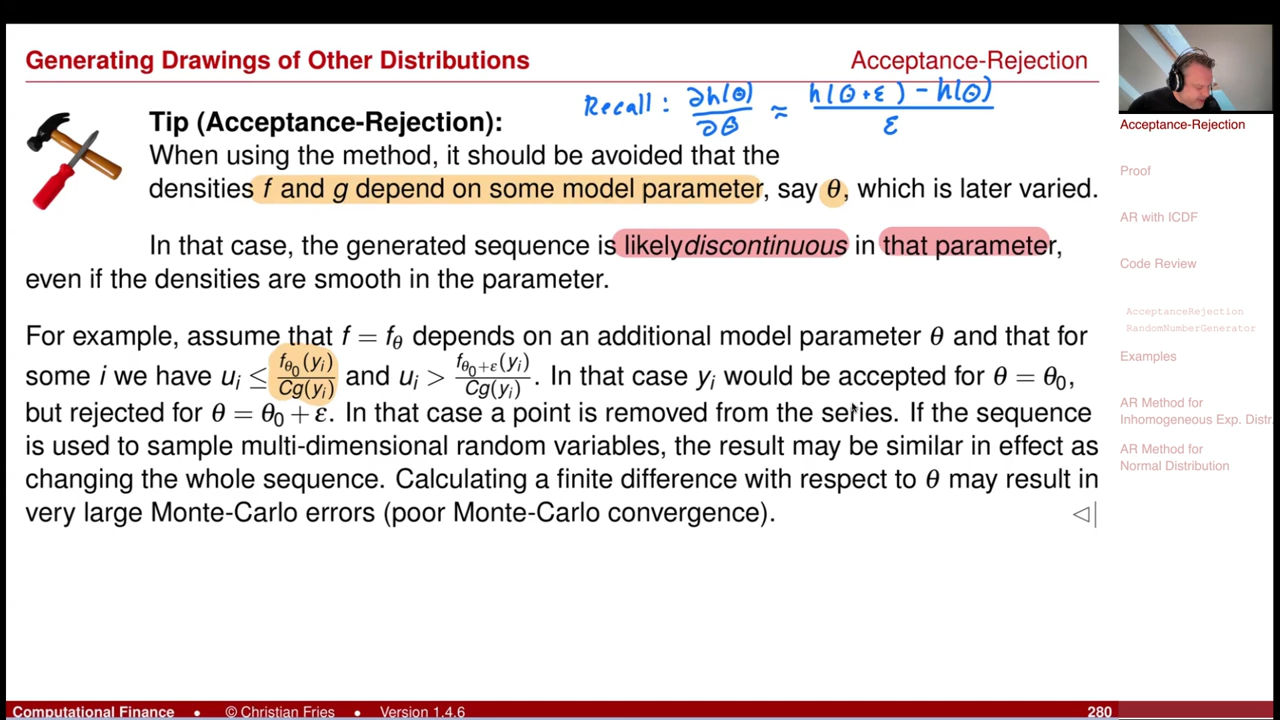 Generating Drawings of Other Distributions
Acceptance-Rejection
Recall : ∂h(θ)/∂θ ≈ (h(θ+ε) - h(θ))/ε
Tip (Acceptance-Rejection):
When using the method, it should be avoided that the
densities f and g depend on some model parameter, say θ, which is later varied.
In that case, the generated sequence is likelydiscontinuous in that parameter,
even if the densities are smooth in the parameter.
For example, assume that f = f_θ depends on an additional model parameter θ and that for
some i we have u_i ≤ f_θ₀(y_i)/Cg(y_i) and u_i > f_θ₀+ε(y_i)/Cg(y_i). In that case y_i would be accepted for θ = θ₀,
but rejected for θ = θ₀ + ε. In that case a point is removed from the series. If the sequence
is used to sample multi-dimensional random variables, the result may be similar in effect as
changing the whole sequence. Calculating a finite difference with respect to θ may result in
very large Monte-Carlo errors (poor Monte-Carlo convergence). ◁|
Acceptance-Rejection
Proof
AR with ICDF
Code Review
AcceptanceRejection
RandomNumberGenerator
Examples
AR Method for
Inhomogeneous Exp. Distr.
AR Method for
Normal Distribution
Computational Finance • © Christian Fries • Version 1.4.6
280